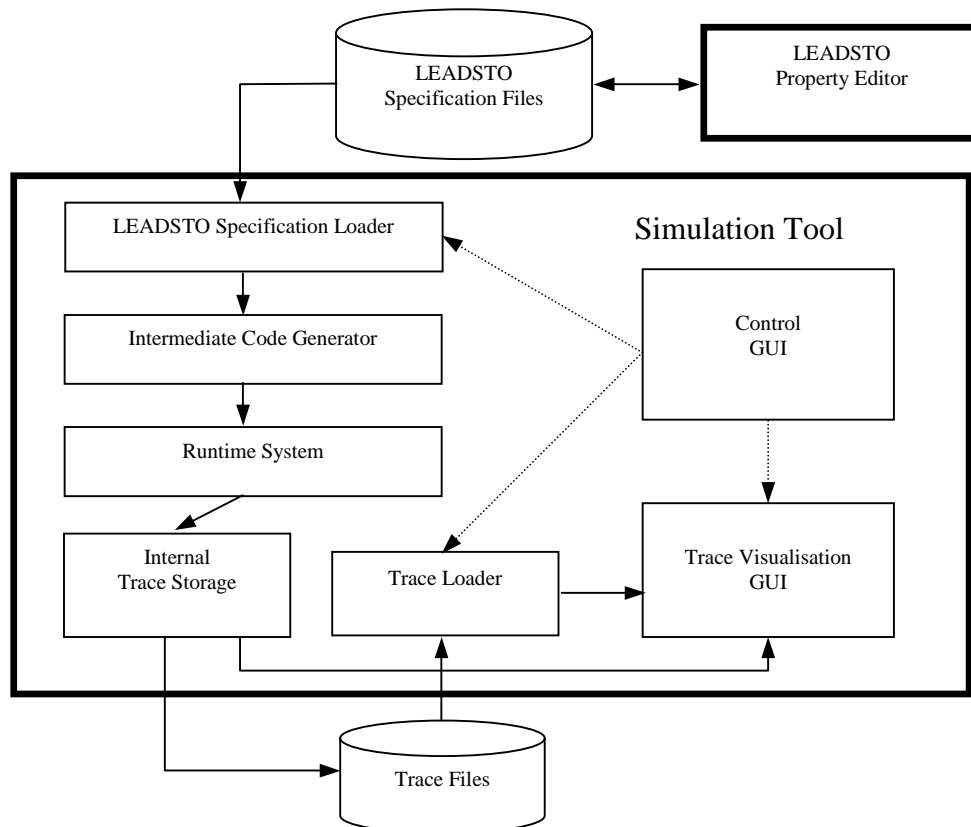 LEADSTO
Specification Files
LEADSTO
Property Editor
LEADSTO Specification Loader
Simulation Tool
Intermediate Code Generator
Control
GUI
Runtime System
Internal
Trace Storage
Trace Loader
Trace Visualisation
GUI
Trace Files